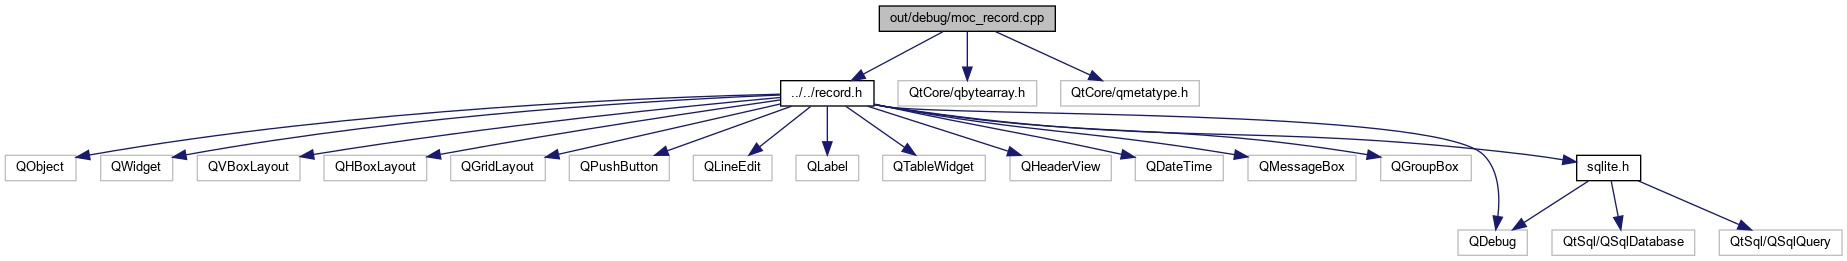 out/debug/moc_record.cpp
../../record.h
QtCore/qbytearray.h
QtCore/qmetatype.h
QObject
QWidget
QVBoxLayout
QHBoxLayout
QGridLayout
QPushButton
QLineEdit
QLabel
QTableWidget
QHeaderView
QDateTime
QMessageBox
QGroupBox
sqlite.h
QDebug
QtSql/QSqlDatabase
QtSql/QSqlQuery